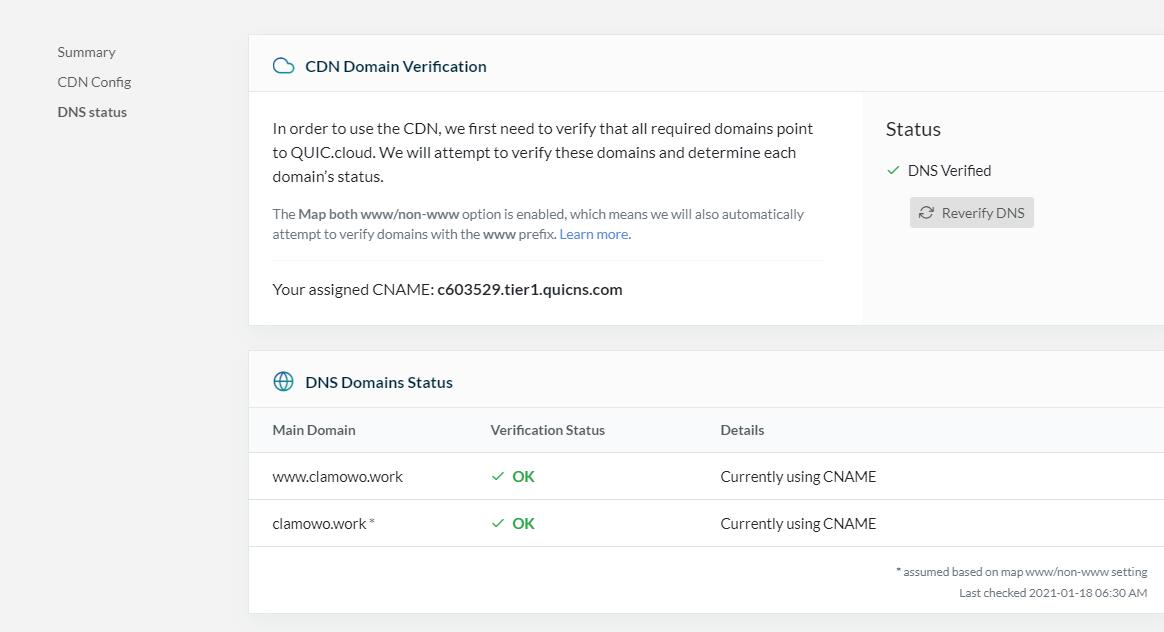 Summary
CDN Config
DNS status
CDN Domain Verification
In order to use the CDN, we first need to verify that all required domains point
to QUIC.cloud. We will attempt to verify these domains and determine each
domain’s status.
The Map both www/non-www option is enabled, which means we will also automatically
attempt to verify domains with the www prefix. Learn more.
Your assigned CNAME: c603529.tier1.quicns.com
Status
DNS Verified
Reverify DNS
DNS Domains Status
Main Domain Verification Status Details
www.clamowo.work OK Currently using CNAME
clamowo.work * OK Currently using CNAME
* assumed based on map www/non-www setting
Last checked 2021-01-18 06:30 AM